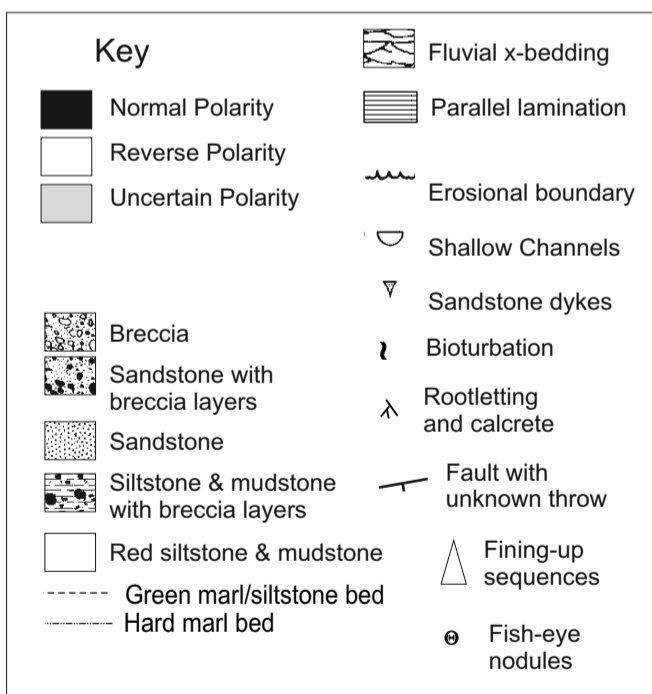 Key
Normal Polarity
Reverse Polarity
Uncertain Polarity
Breccia
Sandstone with
breccia layers
Sandstone
Siltstone & mudstone
with breccia layers
Red siltstone & mudstone
Green marl/siltstone bed
Hard marl bed
Fluvial x-bedding
Parallel lamination
Erosional boundary
Shallow Channels
Sandstone dykes
Bioturbation
Rootletting
and calcrete
Fault with
unknown throw
Fining-up
sequences
Fish-eye
nodules